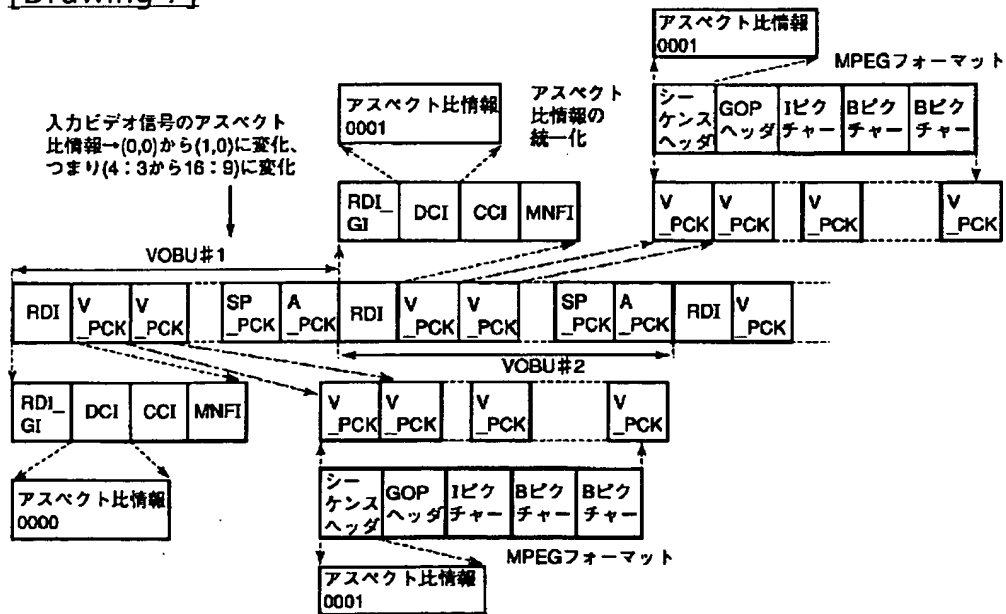 [Drawing 7]
アスペクト比情報
0001
MPEGフォーマット
シー
ケンス
ヘッダ
GOP
ヘッダ
Iピク
チャー
Bピク
チャー
Bピク
チャー
アスペクト比情報
0001
アスペクト
比情報の
統一化
入力ビデオ信号のアスペクト
比情報→(0,0)から(1,0)に変化、
つまり(4:3から16:9)に変化
RDI_
GI
DCI
CCI
MNFI
V
_PCK
V
_PCK
V
_PCK
V
_PCK
VOBU#1
RDI
V
_PCK
V
_PCK
SP
_PCK
A
_PCK
RDI
V
_PCK
V
_PCK
SP
_PCK
A
_PCK
RDI
V
_PCK
VOBU#2
RDI_
GI
DCI
CCI
MNFI
V
_PCK
V
_PCK
V
_PCK
V
_PCK
アスペクト比情報
0000
シー
ケンス
ヘッダ
GOP
ヘッダ
Iピク
チャー
Bピク
チャー
Bピク
チャー
MPEGフォーマット
アスペクト比情報
0001